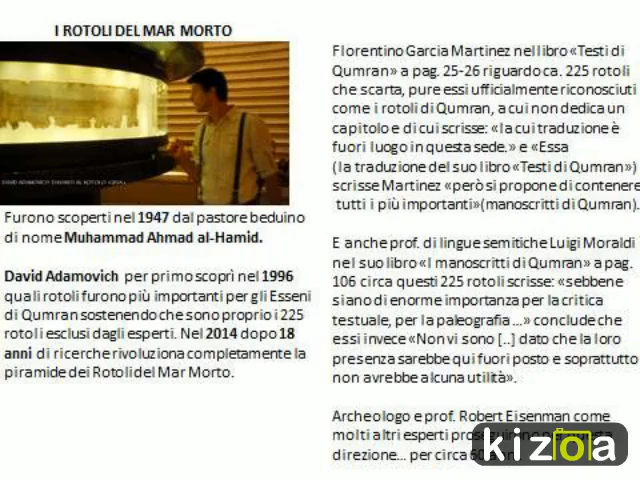 I ROTOLI DEL MAR MORTO
DAVID ADAMOVICH DAVANTI AL ROTOLO
Furono scoperti nel 1947 dal pastore beduino
di nome Muhammad Ahmad al-Hamid.
David Adamovich per primo scoprì nel 1996
quali rotoli furono più importanti per gli Esseni
di Qumran sostenendo che sono proprio i 225
rotoli esclusi dagli esperti. Nel 2014 dopo 18
anni di ricerche rivoluziona completamente la
piramide dei Rotoli del Mar Morto.
Florentino Garcia Martinez nel libro «Testi di
Qumran» a pag. 25-26 riguardo ca. 225 rotoli
che scarta, pure essi ufficialmente riconosciuti
come i rotoli di Qumran, a cui non dedica un
capitolo e di cui scrisse: «la cui traduzione è
fuori luogo in questa sede.» e «Essa
(la traduzione del suo libro «Testi di Qumran»)
scrisse Martinez «però si propone di contenere
tutti i più importanti»(manoscritti di Qumran).
E anche prof. di lingue semitiche Luigi Moraldi
nel suo libro «I manoscritti di Qumran» a pag.
106 circa questi 225 rotoli scrisse: «sebbene
siano di enorme importanza per la critica
testuale, per la paleografia ...» conclude che
essi invece «Non vi sono [..] dato che la loro
presenza sarebbe qui fuori posto e soprattutto
non avrebbe alcuna utilità».
Archeologo e prof. Robert Eisenman come
molti altri esperti proseguirono questa
direzione... per circa 60
kizoa